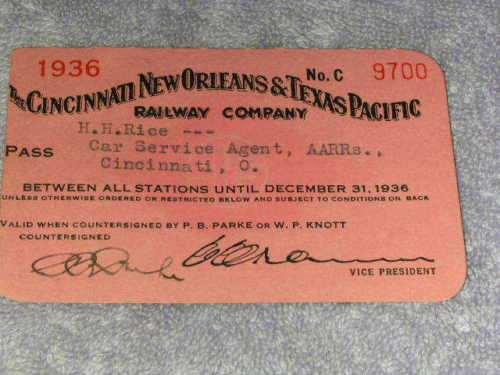 1936 No. C 9700
The CINCINNATI NEW ORLEANS & TEXAS PACIFIC
RAILWAY COMPANY
H.H.Rice ---
PASS Car Service Agent, AARRs.,
Cincinnati, O.
BETWEEN ALL STATIONS UNTIL DECEMBER 31, 1936
UNLESS OTHERWISE ORDERED OR RESTRICTED BELOW AND SUBJECT TO CONDITIONS ON BACK
VALID WHEN COUNTERSIGNED BY P. B. PARKE OR W. P. KNOTT
COUNTERSIGNED
VICE PRESIDENT